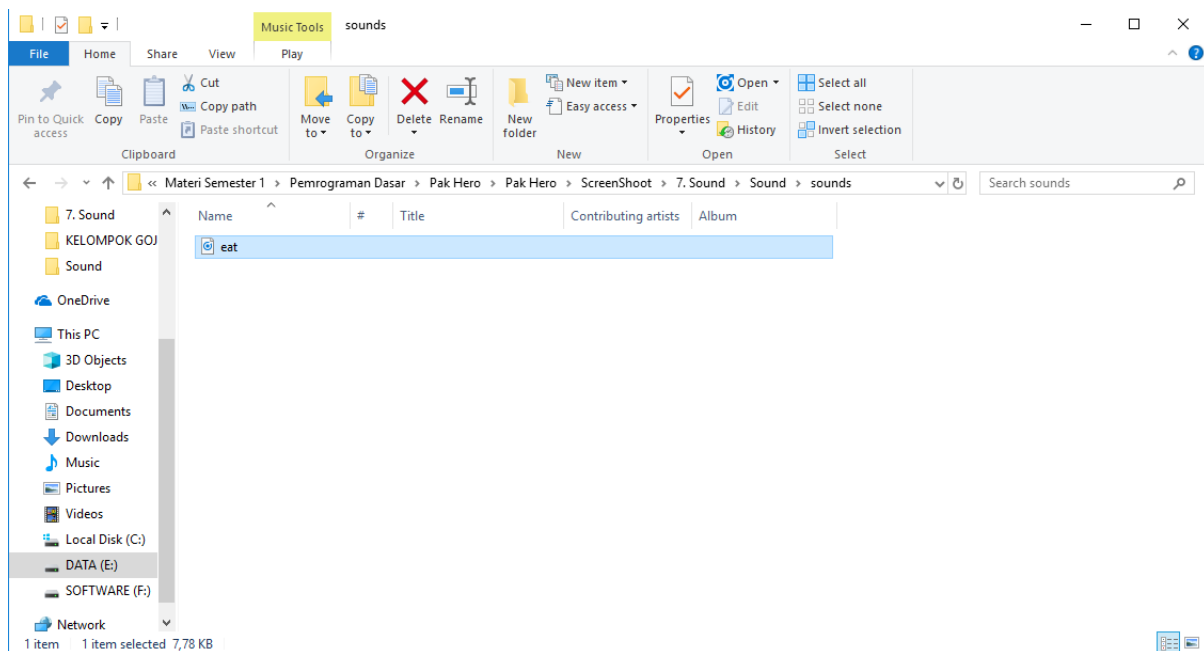 Music Tools sounds
File Home Share View Play
Pin to Quick access
Copy
Paste
Cut
Copy path
Paste shortcut
Clipboard
Move to
Copy to
Delete
Rename
Organize
New folder
New item
Easy access
New
Properties
Open
Edit
History
Open
Select all
Select none
Invert selection
Select
« Materi Semester 1 > Pemrograman Dasar > Pak Hero > Pak Hero > ScreenShoot > 7. Sound > Sound > sounds
Search sounds
Name # Title Contributing artists Album
eat
7. Sound
KELOMPOK GOJ
Sound
OneDrive
This PC
3D Objects
Desktop
Documents
Downloads
Music
Pictures
Videos
Local Disk (C:)
DATA (E:)
SOFTWARE (F:)
Network
1 item 1 item selected 7,78 KB